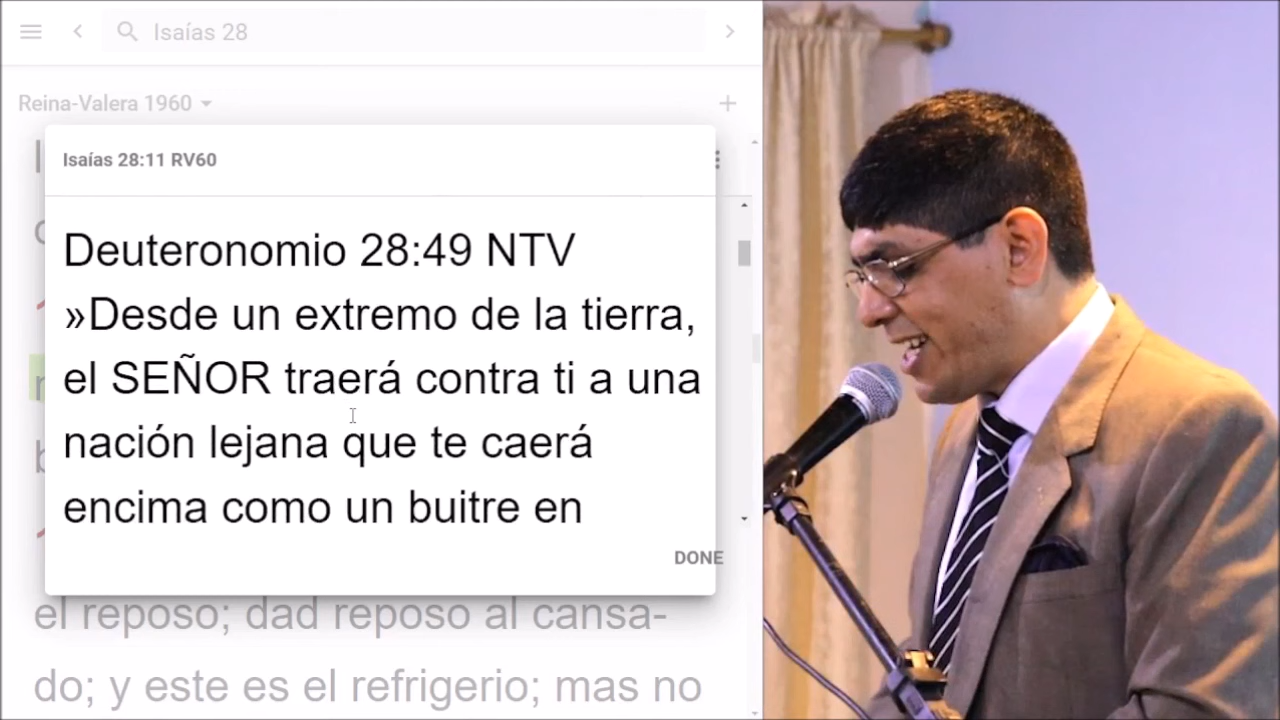 Isaías 28
Reina-Valera 1960
Isaías 28:11 RV60
Deuteronomio 28:49 NTV
»Desde un extremo de la tierra,
el SEÑOR traerá contra ti a una
nación lejana que te caerá
encima como un buitre en
DONE
el reposo; dad reposo al cansa-
do; y este es el refrigerio; mas no